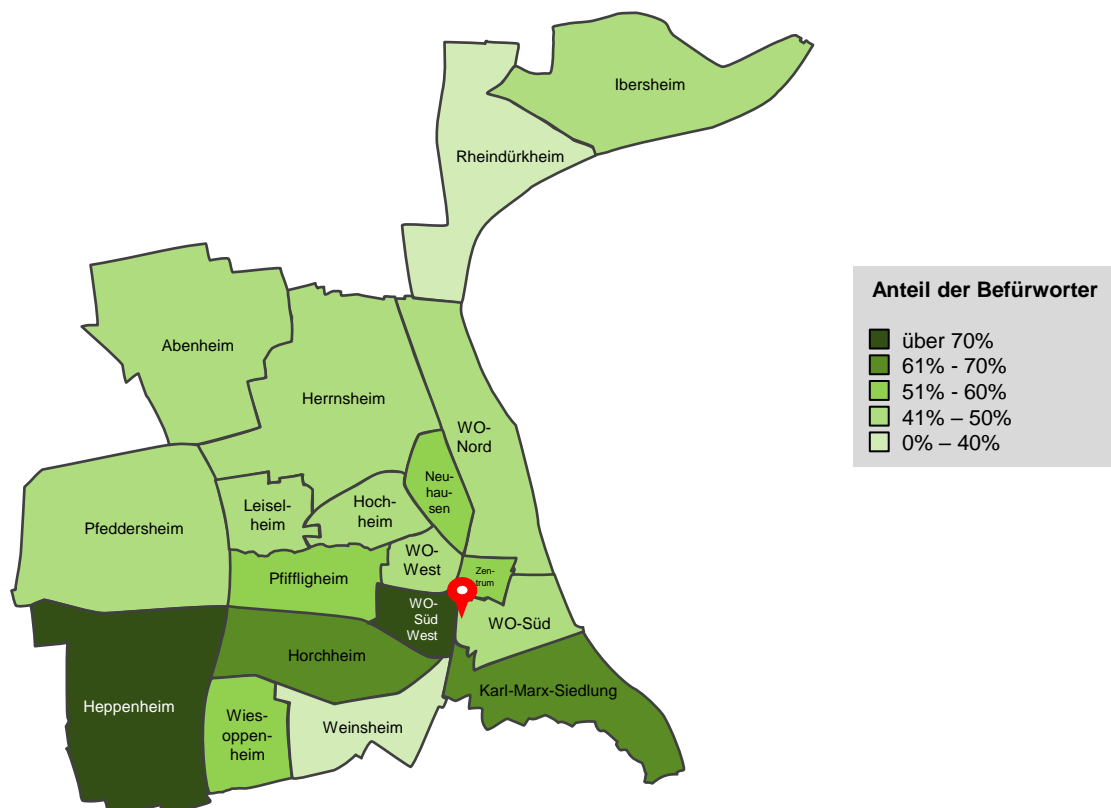 Ibersheim
Rheindürkheim
Abenheim
Herrnsheim
WO-
Nord
Neu-
hau-
sen
Leisel-
heim
Hoch-
heim
Pfeddersheim
WO-
West
Pfiffligheim
Zen-
trum
WO-
Süd
West
WO-Süd
Horchheim
Karl-Marx-Siedlung
Heppenheim
Wies-
oppen-
heim
Weinsheim
Anteil der Befürworter
über 70%
61% - 70%
51% - 60%
41% – 50%
0% – 40%